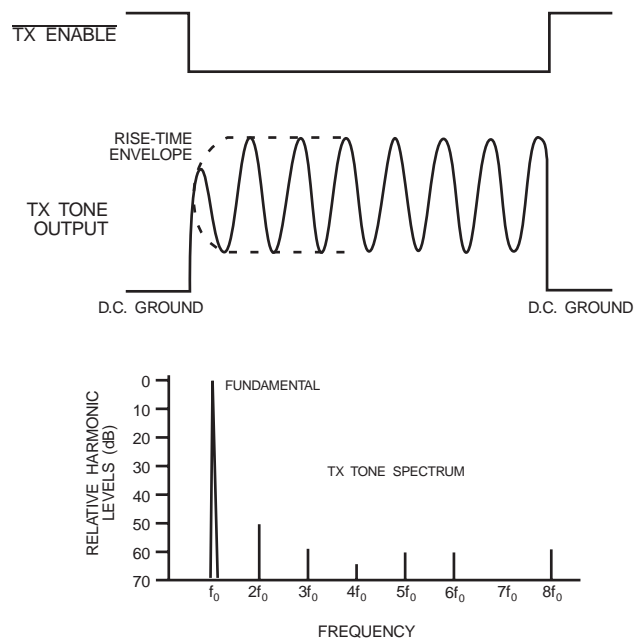 TX ENABLE
RISE-TIME
ENVELOPE
TX TONE
OUTPUT
D.C. GROUND
D.C. GROUND
RELATIVE HARMONIC
LEVELS (dB)
0
10
20
30
40
50
60
70
FUNDAMENTAL
TX TONE SPECTRUM
f₀ 2f₀ 3f₀ 4f₀ 5f₀ 6f₀ 7f₀ 8f₀
FREQUENCY